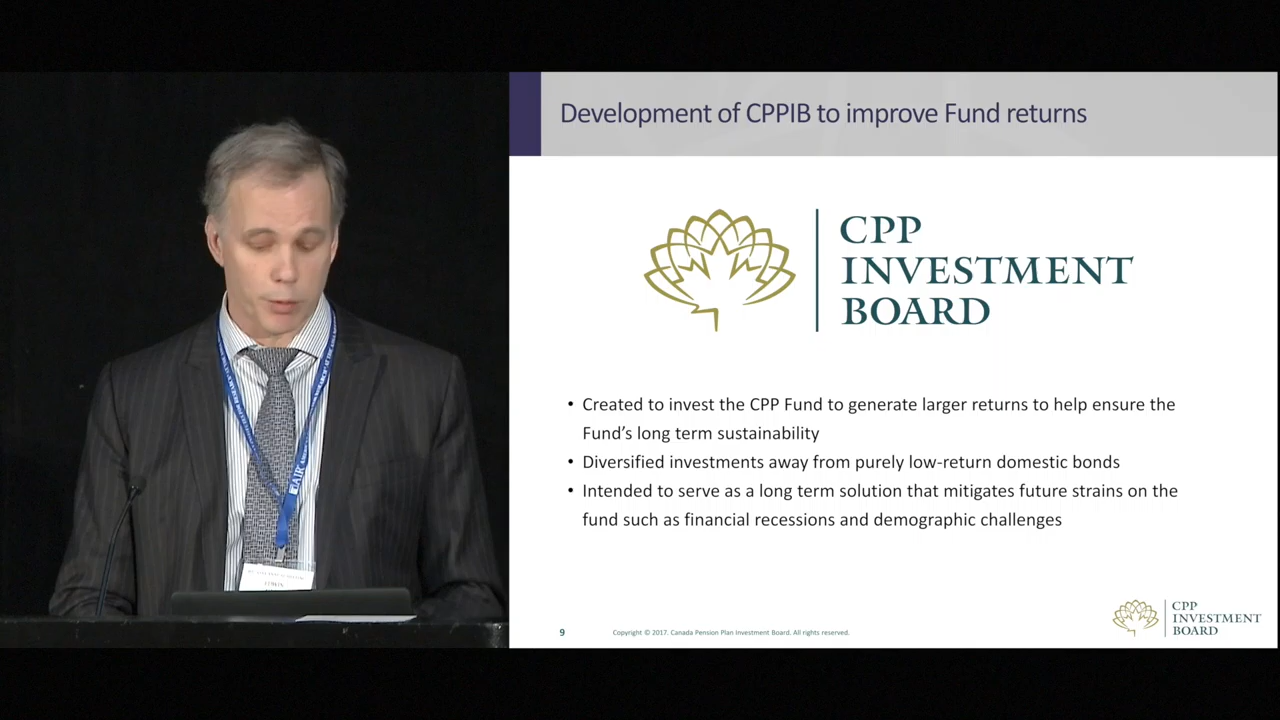 Development of CPPIB to improve Fund returns
CPP
INVESTMENT
BOARD
• Created to invest the CPP Fund to generate larger returns to help ensure the
Fund’s long term sustainability
• Diversified investments away from purely low-return domestic bonds
• Intended to serve as a long term solution that mitigates future strains on the
fund such as financial recessions and demographic challenges
9
Copyright © 2017. Canada Pension Plan Investment Board. All rights reserved.
CPP
INVESTMENT
BOARD